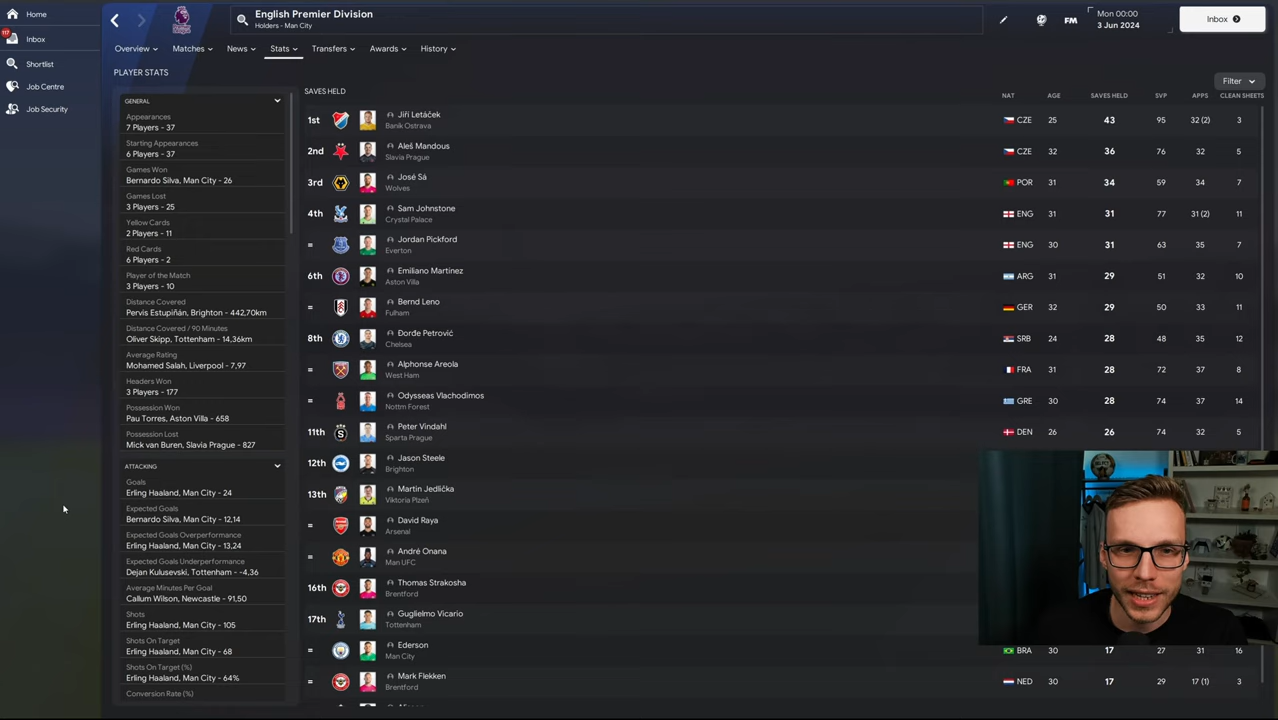 Home
117
Inbox
Shortlist
Job Centre
Job Security
English Premier Division
Holders - Man City
FM
Mon 00:00
3 Jun 2024
Inbox
Overview Matches News Stats Transfers Awards History
PLAYER STATS
Filter
GENERAL
Appearances
7 Players - 37
Starting Appearances
6 Players - 37
Games Won
Bernardo Silva, Man City - 26
Games Lost
3 Players - 25
Yellow Cards
2 Players - 11
Red Cards
6 Players - 2
Player of the Match
3 Players - 10
Distance Covered
Pervis Estupiñán, Brighton - 442,70km
Distance Covered / 90 Minutes
Oliver Skipp, Tottenham - 14,36km
Average Rating
Mohamed Salah, Liverpool - 7,97
Headers Won
3 Players - 177
Possession Won
Pau Torres, Aston Villa - 658
Possession Lost
Mick van Buren, Slavia Prague - 827
ATTACKING
Goals
Erling Haaland, Man City - 24
Expected Goals
Bernardo Silva, Man City - 12,14
Expected Goals Overperformance
Erling Haaland, Man City - 13,24
Expected Goals Underperformance
Dejan Kulusevski, Tottenham - -4,36
Average Minutes Per Goal
Callum Wilson, Newcastle - 91,50
Shots
Erling Haaland, Man City - 105
Shots On Target
Erling Haaland, Man City - 68
Shots On Target (%)
Erling Haaland, Man City - 64%
Conversion Rate (%)
SAVES HELD NAT AGE SAVES HELD SVP APPS CLEAN SHEETS
1st Jiří Letáček CZE 25 43 95 32 (2) 3
Baník Ostrava
2nd Aleš Mandous CZE 32 36 76 32 5
Slavia Prague
3rd José Sá POR 31 34 59 34 7
Wolves
4th Sam Johnstone ENG 31 31 77 31 (2) 11
Crystal Palace
= Jordan Pickford ENG 30 31 63 35 7
Everton
6th Emiliano Martínez ARG 31 29 51 32 10
Aston Villa
= Bernd Leno GER 32 29 50 33 11
Fulham
8th Đorđe Petrović SRB 24 28 48 35 12
Chelsea
= Alphonse Areola FRA 31 28 72 37 8
West Ham
= Odysseas Vlachodimos GRE 30 28 74 37 14
Nottm Forest
11th Peter Vindahl DEN 26 26 74 32 5
Sparta Prague
12th Jason Steele
Brighton
13th Martin Jedlička
Viktoria Plzeň
= David Raya
Arsenal
= André Onana
Man UFC
16th Thomas Strakosha
Brentford
17th Guglielmo Vicario
Tottenham
= Ederson BRA 30 17 27 31 16
Man City
= Mark Flekken NED 30 17 29 17 (1) 3
Brentford